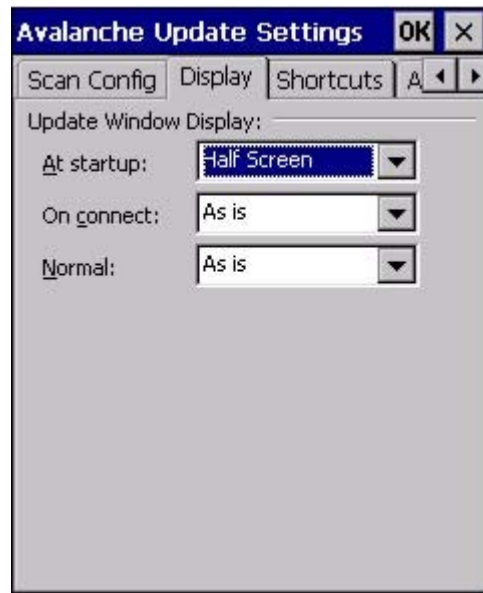 Avalanche Update Settings OK ×
Scan Config Display Shortcuts A
Update Window Display:
At startup: Half Screen
On connect: As is
Normal: As is